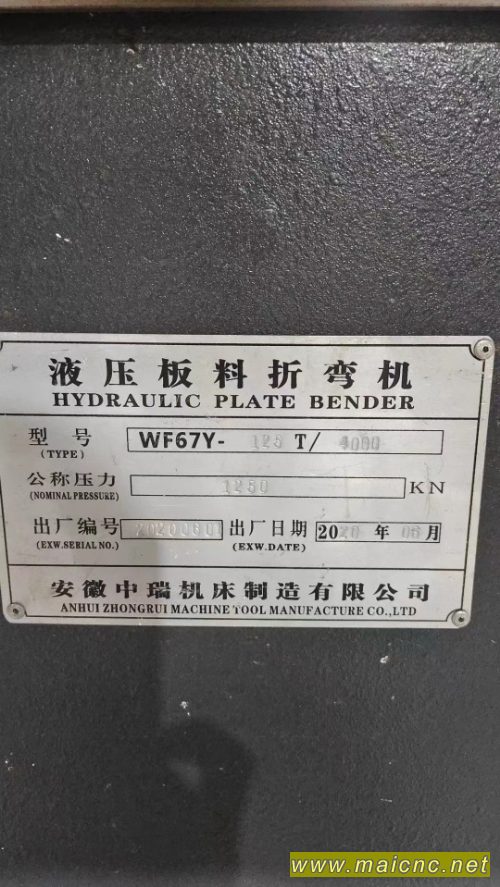 液压板料折弯机
HYDRAULIC PLATE BENDER
型号 WF67Y- 125 T/ 4000
(TYPE)
公称压力 1250 KN
(NOMINAL PRESSURE)
出厂编号 2020060 出厂日期 2020 年 06 月
(EXW.SERIAL NO.) (EXW.DATE)
安徽中瑞机床制造有限公司
ANHUI ZHONGRUI MACHINE TOOL MANUFACTURE CO.,LTD
www.maicnc.net